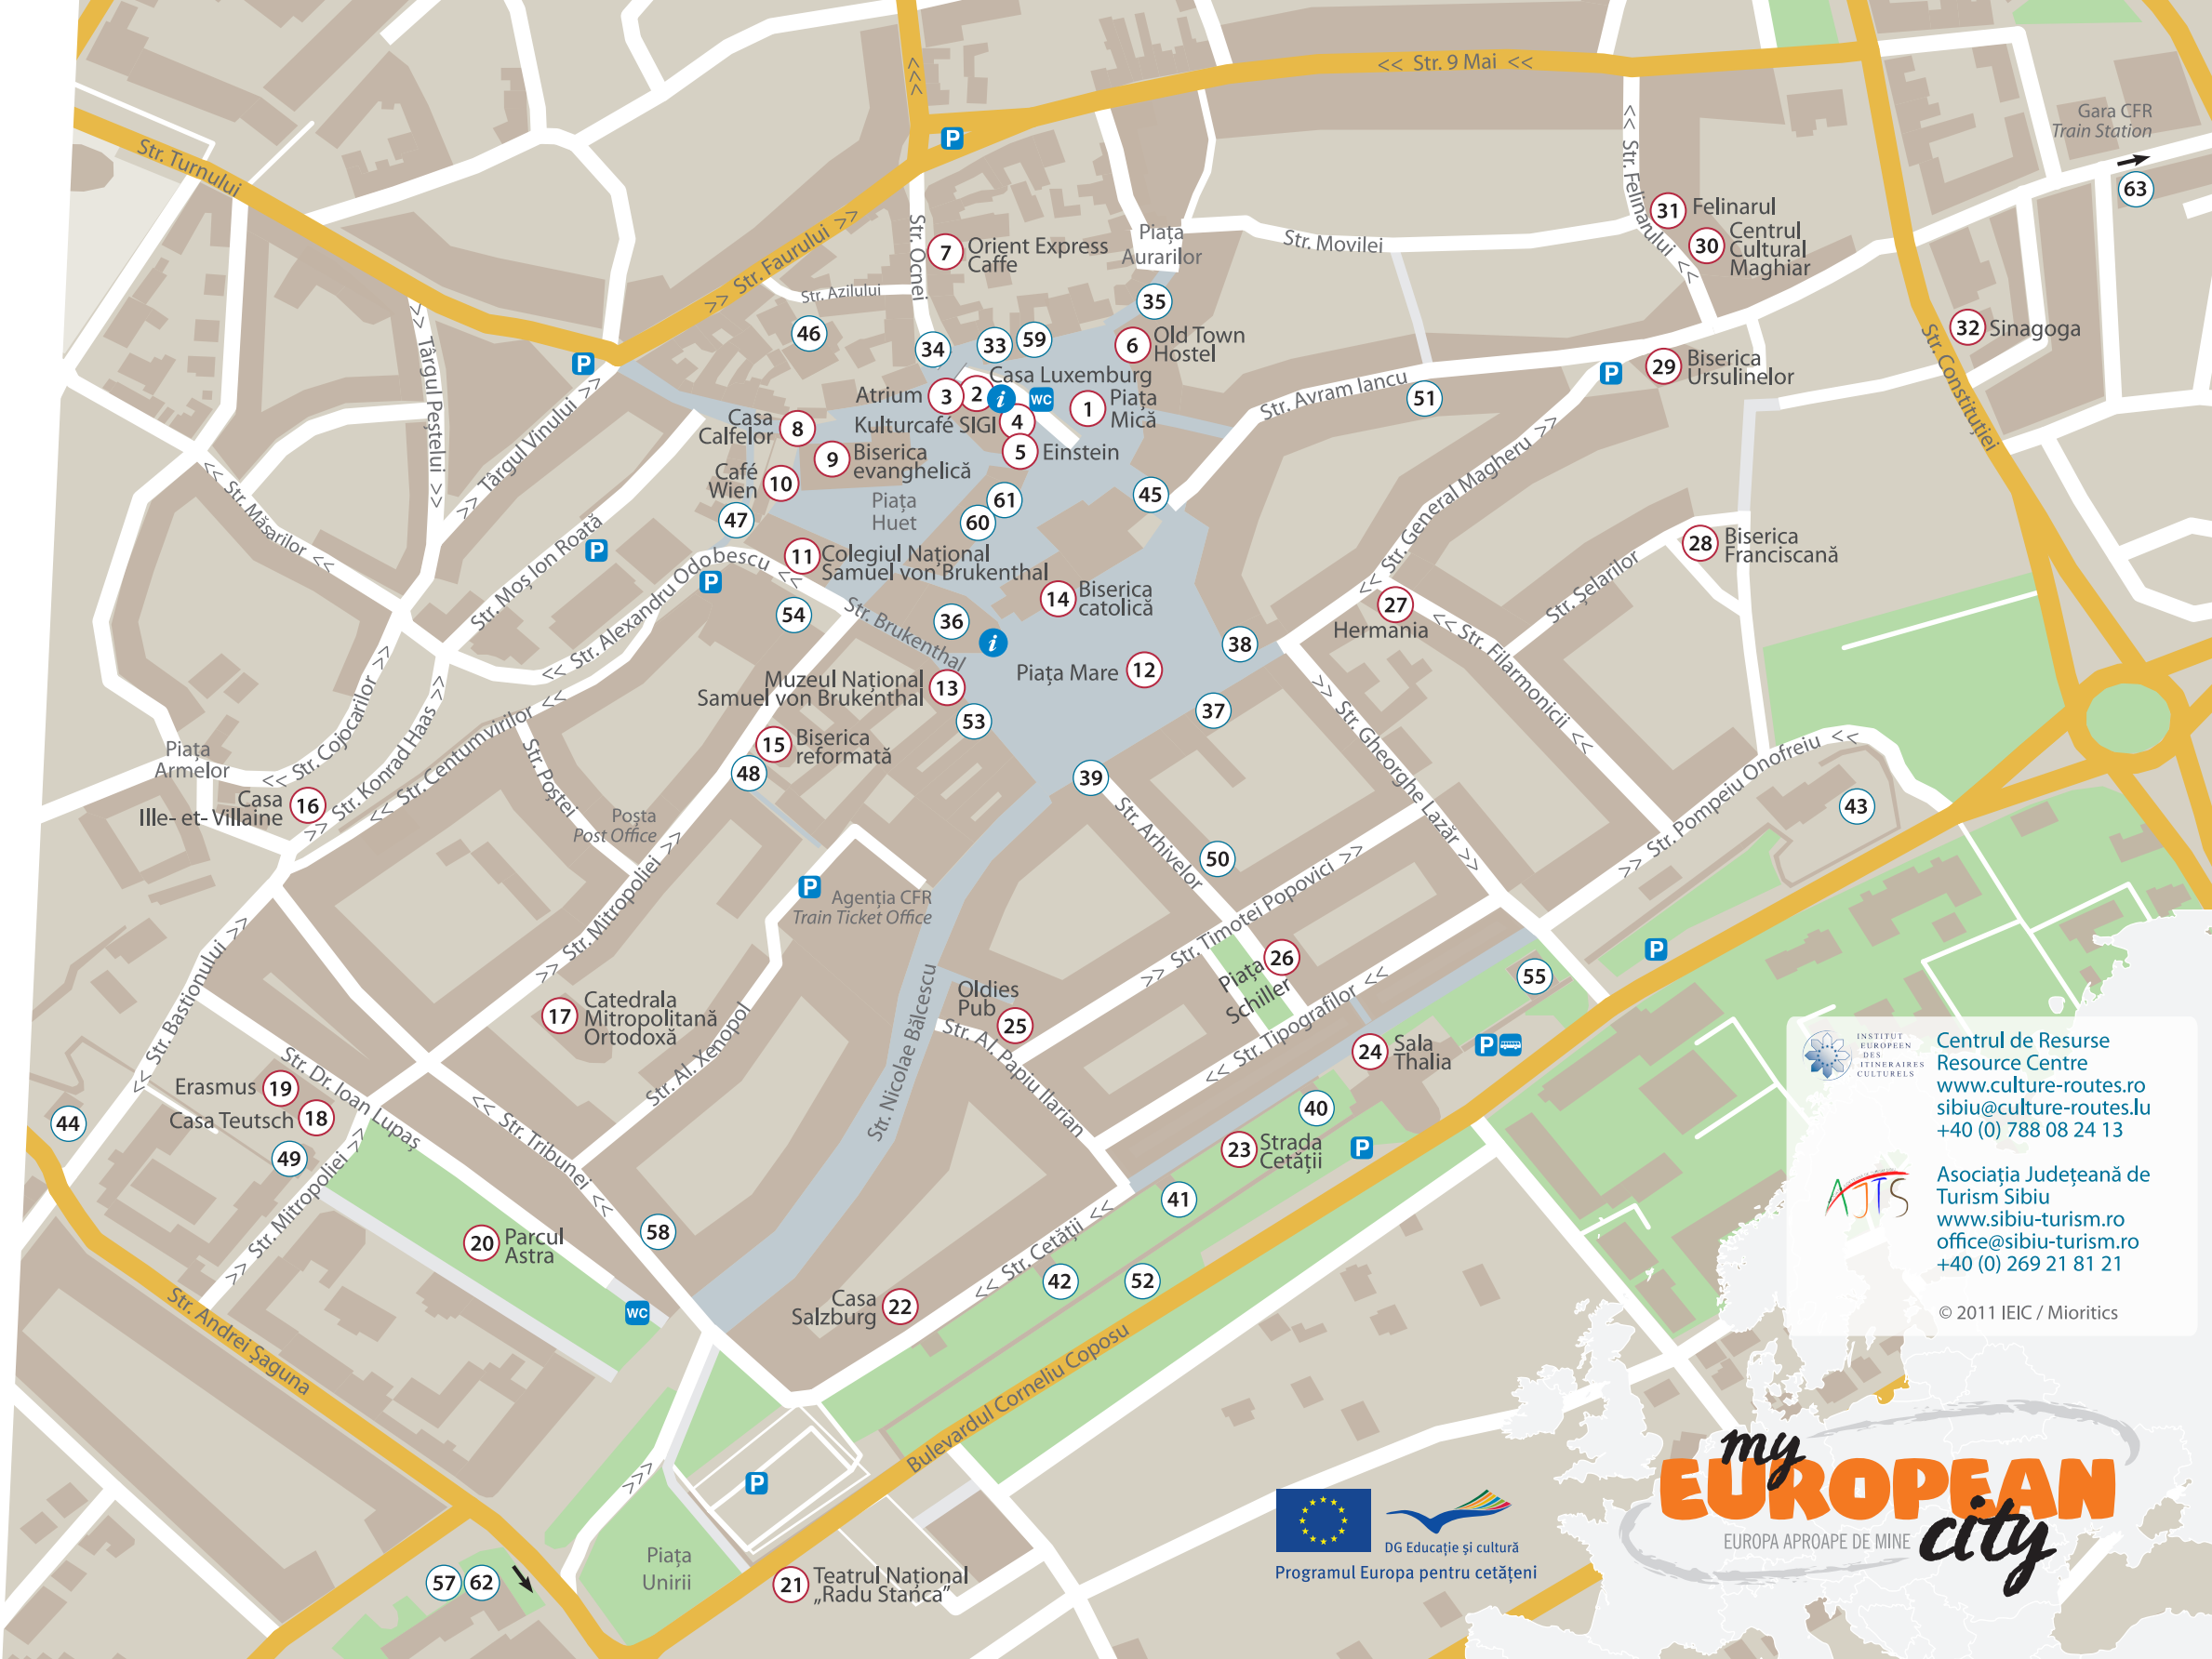 << Str. 9 Mai <<
Gara CFR
Train Station
63
Str. Turnului
<<<
P
<< Str. Felinarului <<
31 Felinarul
30 Centrul
Cultural
Maghiar
>> Str. Faurului >>
Str. Ocnei
7 Orient Express
Caffe
Piața
Aurarilor
Str. Movilei
Str. Azilului
35
46
34
33
59
6 Old Town
Hostel
32 Sinagoga
Str. Constituției
>> Târgul Peștelui >>
P
>> Târgul Vinului >>
Casa Luxemburg
Atrium 3
2
i
WC
1 Piața
Mică
Kulturcafé SIGI 4
5 Einstein
Str. Avram Iancu
51
P
29 Biserica
Ursulinelor
Casa
Calfelor 8
9 Biserica
evanghelică
Café
Wien 10
Piața
Huet
61
60
45
47
<< Str. General Magheru >>
<< Str. Măsarilor <<
Str. Moș Ion Roată
P
11 Colegiul Național
Samuel von Brukenthal
<< Str. Alexandru Odobescu <<
P
54
Str. Brukenthal
36
i
14 Biserica
catolică
28 Biserica
Franciscană
Str. Șelarilor
27
Hermania
<< Str. Filarmonicii <<
38
Piața Mare 12
Muzeul Național
Samuel von Brukenthal 13
53
37
15 Biserica
reformată
48
39
Piața
Armelor
<< Str. Cojocarilor >>
>> Str. Konrad Haas >>
<< Str. Centumvirilor <<
Casa
Ille- et- Villaine 16
Str. Poștei
Poșta
Post Office
>> Str. Gheorghe Lazăr >>
>> Str. Pompeiu Onofreiu <<
43
Str. Arhivelor
50
>> Str. Timotei Popovici >>
P
Agenția CFR
Train Ticket Office
>> Str. Mitropoliei >>
<< Str. Bastionului >>
17 Catedrala
Mitropolitană
Ortodoxă
Str. Al. Xenopol
Str. Nicolae Bălcescu
Oldies
Pub 25
Str. Al. Papiu Ilarian
Piața
Schiller
26
<< Str. Tipografilor <<
55
P
24 Sala
Thalia
P
40
23 Strada
Cetății
P
Str. Dr. Ioan Lupaș
Erasmus 19
Casa Teutsch 18
44
49
>> Str. Mitropoliei >>
<< Str. Tribunei <<
58
20 Parcul
Astra
WC
41
<< Str. Cetății <<
42
52
Casa
Salzburg 22
Bulevardul Corneliu Coposu
Str. Andrei Șaguna
>>>
P
57
62
Piața
Unirii
21 Teatrul Național
„Radu Stanca”
INSTITUT
EUROPEEN
DES
ITINERAIRES
CULTURELS
Centrul de Resurse
Resource Centre
www.culture-routes.ro
sibiu@culture-routes.lu
+40 (0) 788 08 24 13
AJTS
Asociația Județeană de
Turism Sibiu
www.sibiu-turism.ro
office@sibiu-turism.ro
+40 (0) 269 21 81 21
© 2011 IEIC / Mioritics
DG Educație și cultură
Programul Europa pentru cetățeni
my
EUROPEAN
EUROPA APROAPE DE MINE
city